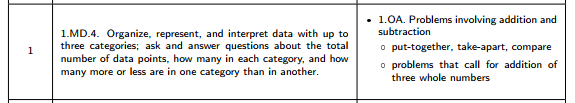 1
1.MD.4. Organize, represent, and interpret data with up to
three categories; ask and answer questions about the total
number of data points, how many in each category, and how
many more or less are in one category than in another.
• 1.OA. Problems involving addition and
subtraction
◦ put-together, take-apart, compare
◦ problems that call for addition of
three whole numbers